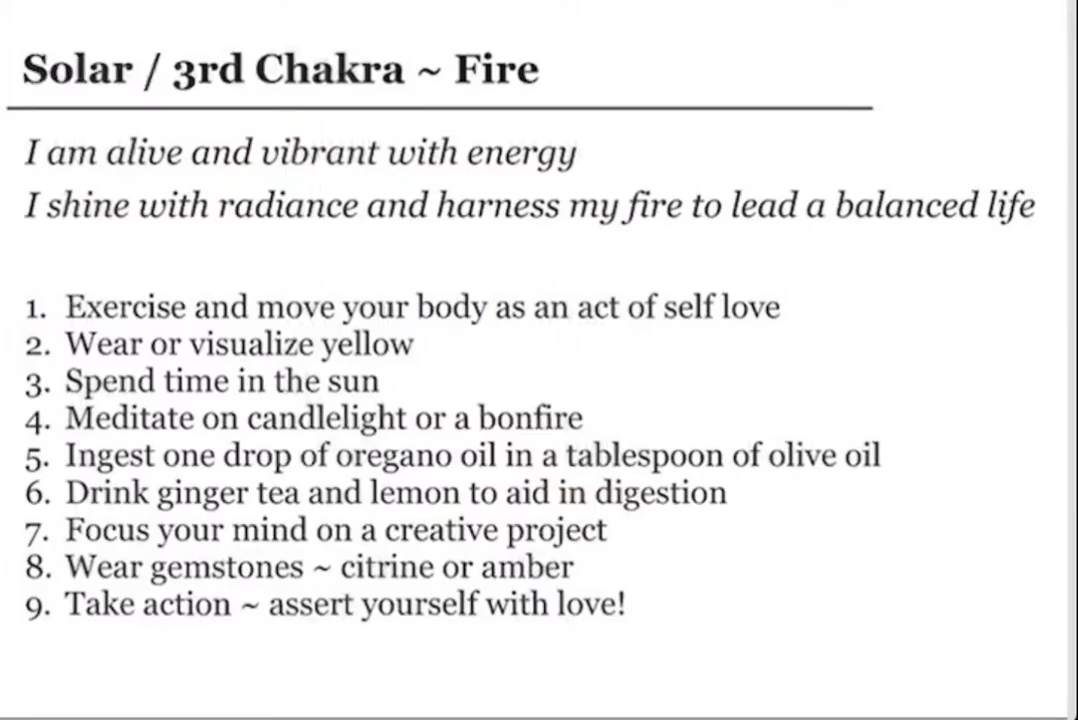 Solar / 3rd Chakra ~ Fire
I am alive and vibrant with energy
I shine with radiance and harness my fire to lead a balanced life
1. Exercise and move your body as an act of self love
2. Wear or visualize yellow
3. Spend time in the sun
4. Meditate on candlelight or a bonfire
5. Ingest one drop of oregano oil in a tablespoon of olive oil
6. Drink ginger tea and lemon to aid in digestion
7. Focus your mind on a creative project
8. Wear gemstones ~ citrine or amber
9. Take action ~ assert yourself with love!